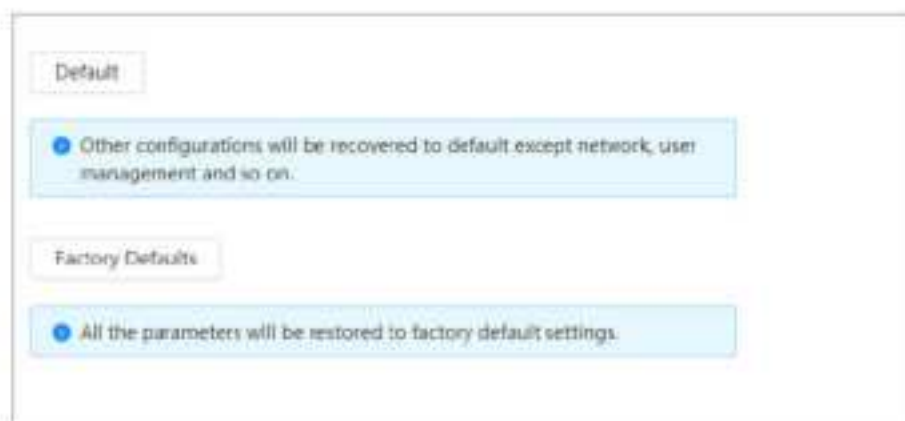 Default
Other configurations will be recovered to default except network, user
management and so on.
Factory Defaults
All the parameters will be restored to factory default settings.